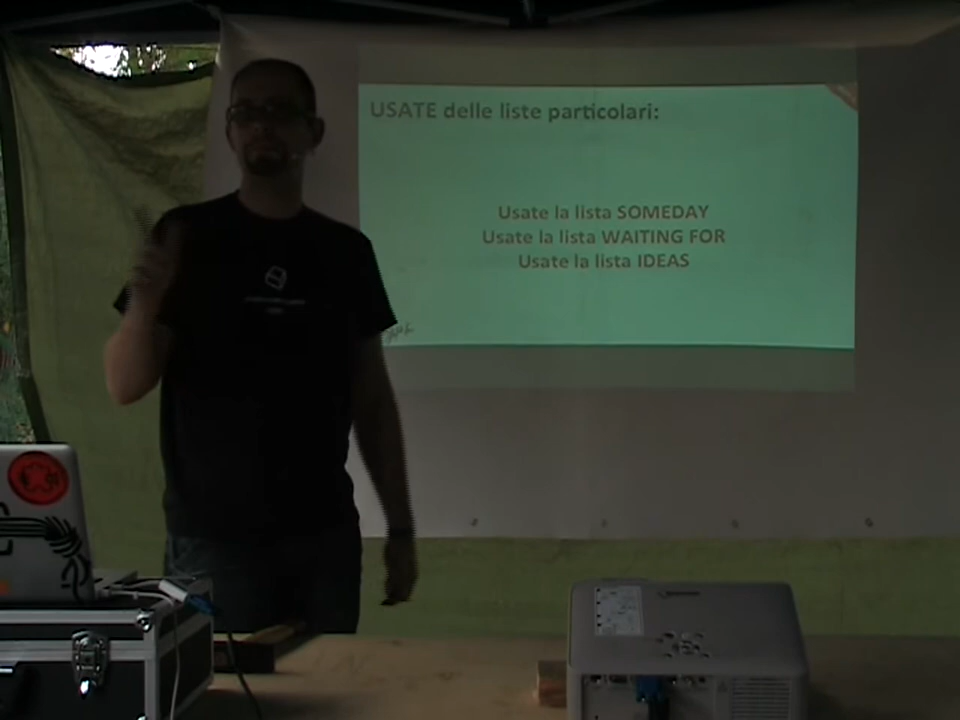 USATE delle liste particolari:
Usate la lista SOMEDAY
Usate la lista WAITING FOR
Usate la lista IDEAS